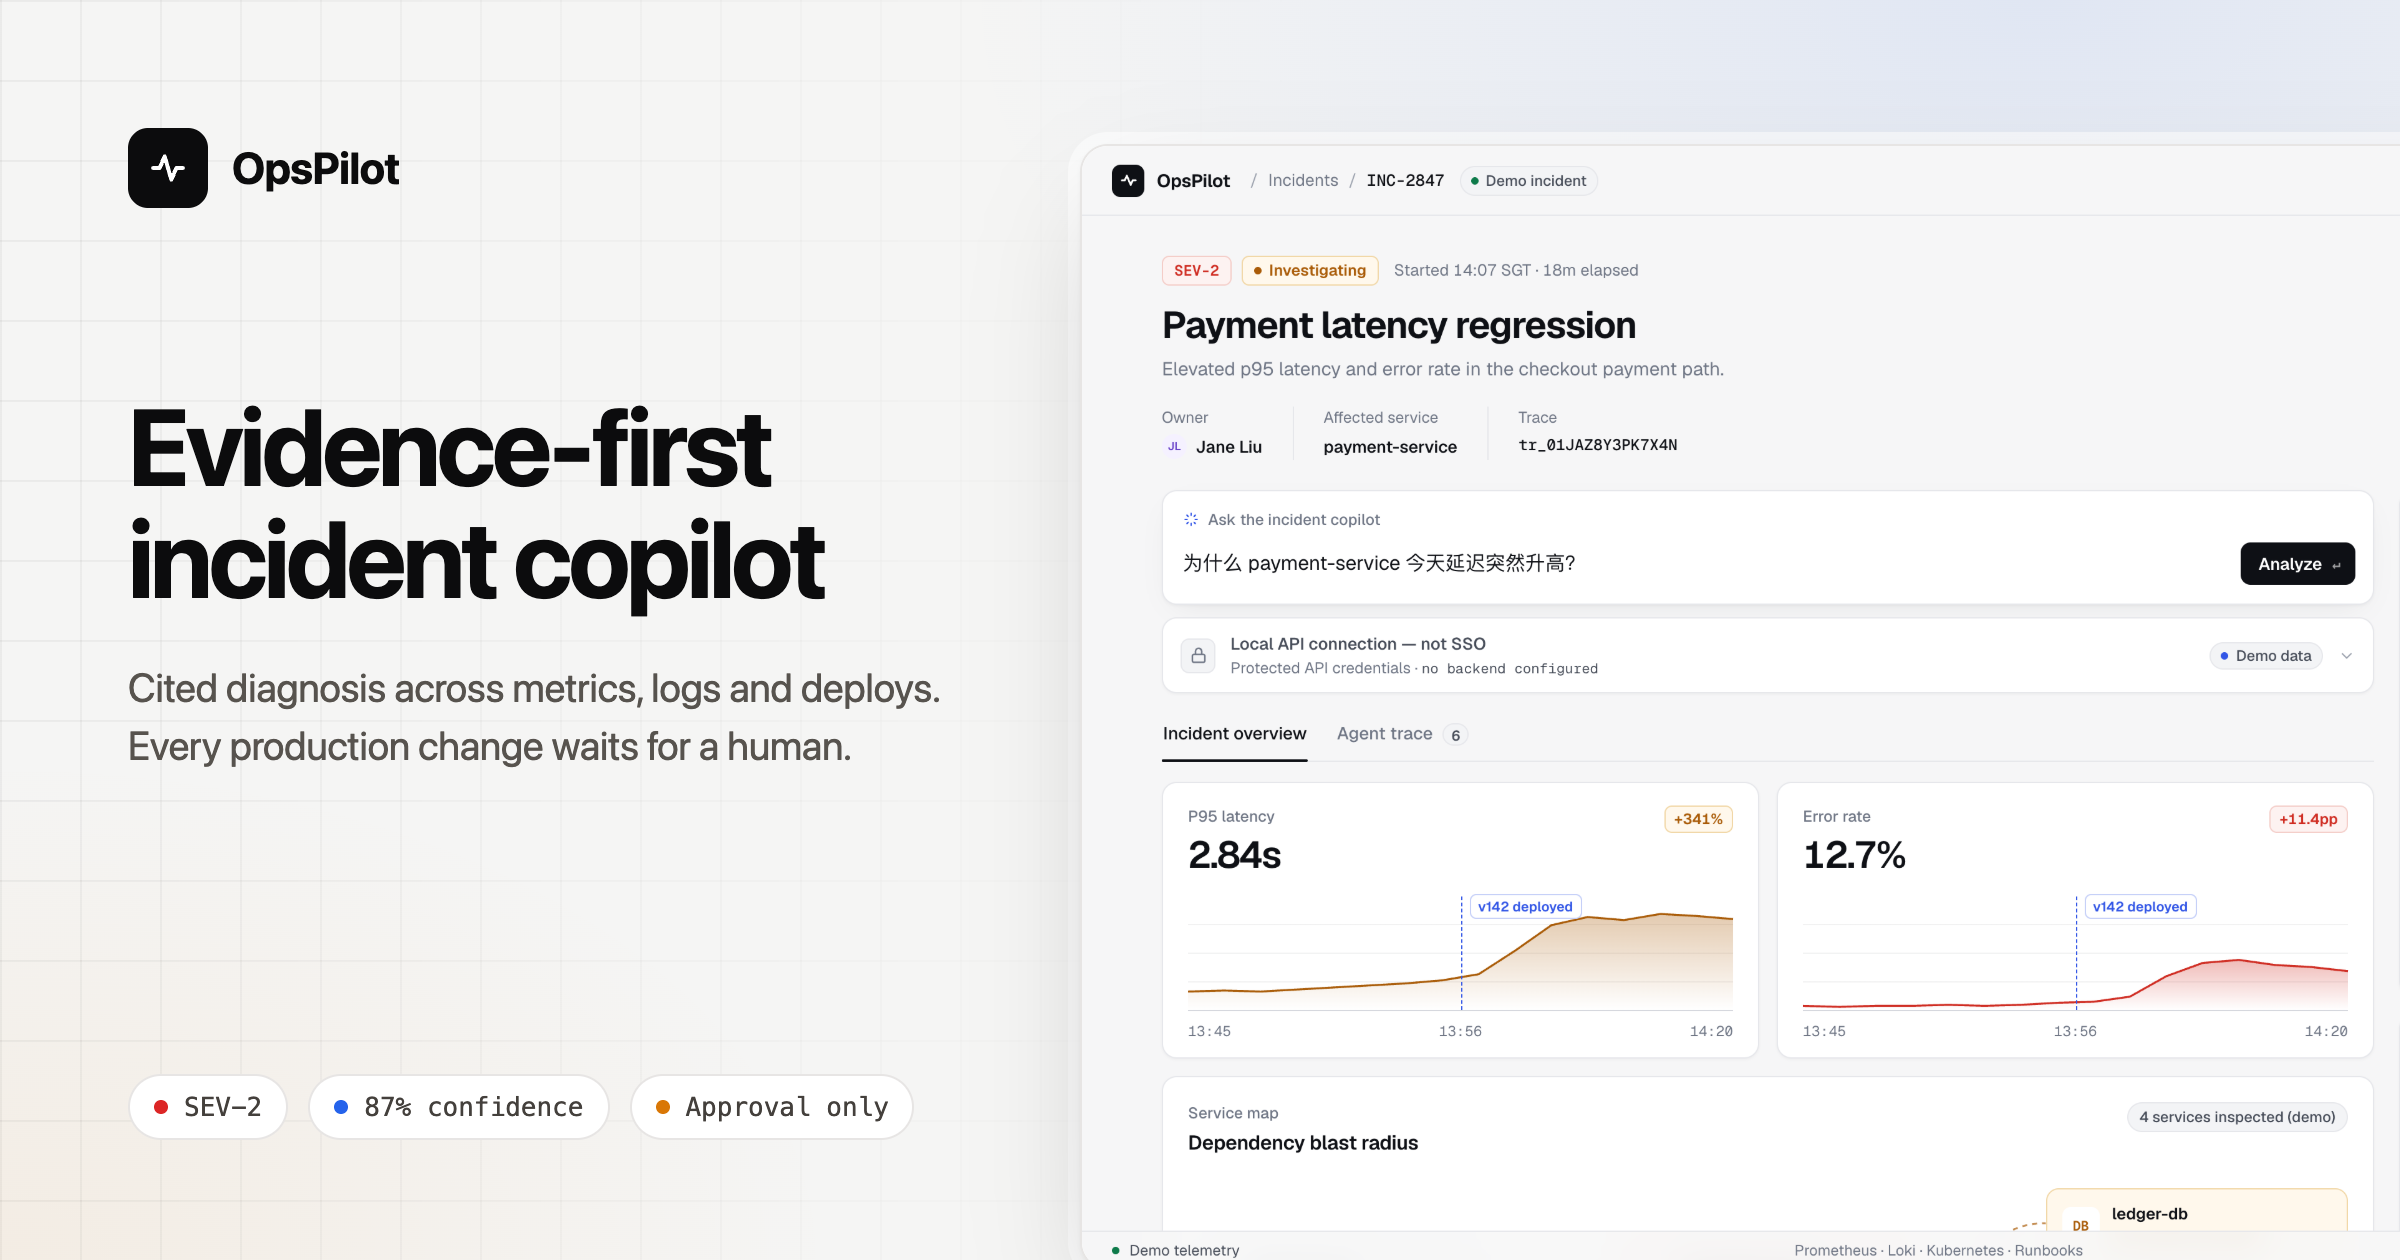 OpsPilot
Evidence-first
incident copilot
Cited diagnosis across metrics, logs and deploys.
Every production change waits for a human.
SEV-2
87% confidence
Approval only
OpsPilot / Incidents / INC-2847 Demo incident
SEV-2 Investigating Started 14:07 SGT · 18m elapsed
Payment latency regression
Elevated p95 latency and error rate in the checkout payment path.
Owner Affected service Trace
JL Jane Liu payment-service tr_01JAZ8Y3PK7X4N
Ask the incident copilot
为什么 payment-service 今天延迟突然升高?
Analyze ↵
Local API connection — not SSO
Protected API credentials · no backend configured
Demo data
Incident overview Agent trace 6
P95 latency
+341%
2.84s
v142 deployed
13:45 13:56 14:20
Error rate
+11.4pp
12.7%
v142 deployed
13:45 13:56 14:20
Service map
Dependency blast radius
4 services inspected (demo)
DB ledger-db
Demo telemetry
Prometheus · Loki · Kubernetes · Runbooks